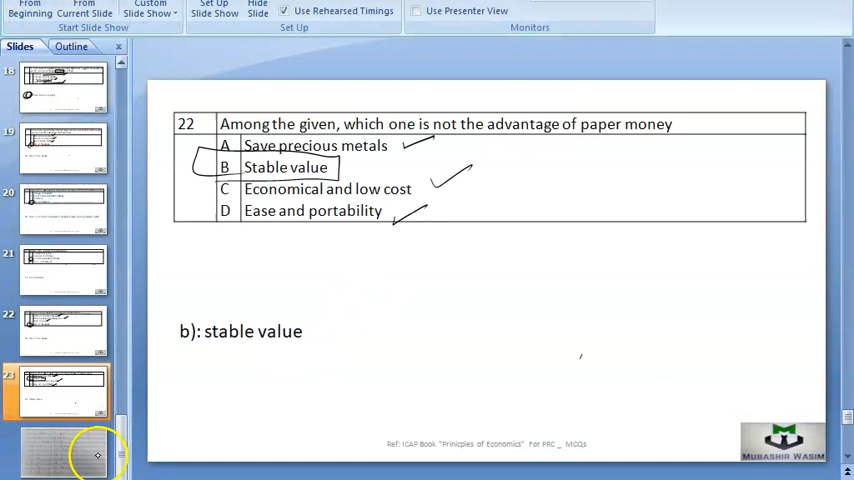 From Beginning
From Current Slide
Custom Slide Show
Set Up Slide Show
Hide Slide
Use Rehearsed Timings
Use Presenter View
Start Slide Show
Set Up
Monitors
Slides
Outline
18
19
20
21
22
23
22 Among the given, which one is not the advantage of paper money
A Save precious metals
B Stable value
C Economical and low cost
D Ease and portability
b): stable value
Ref: ICAP Book "Prinicples of Economics" For PRC _ MCQs
MUBASHIR WASIM